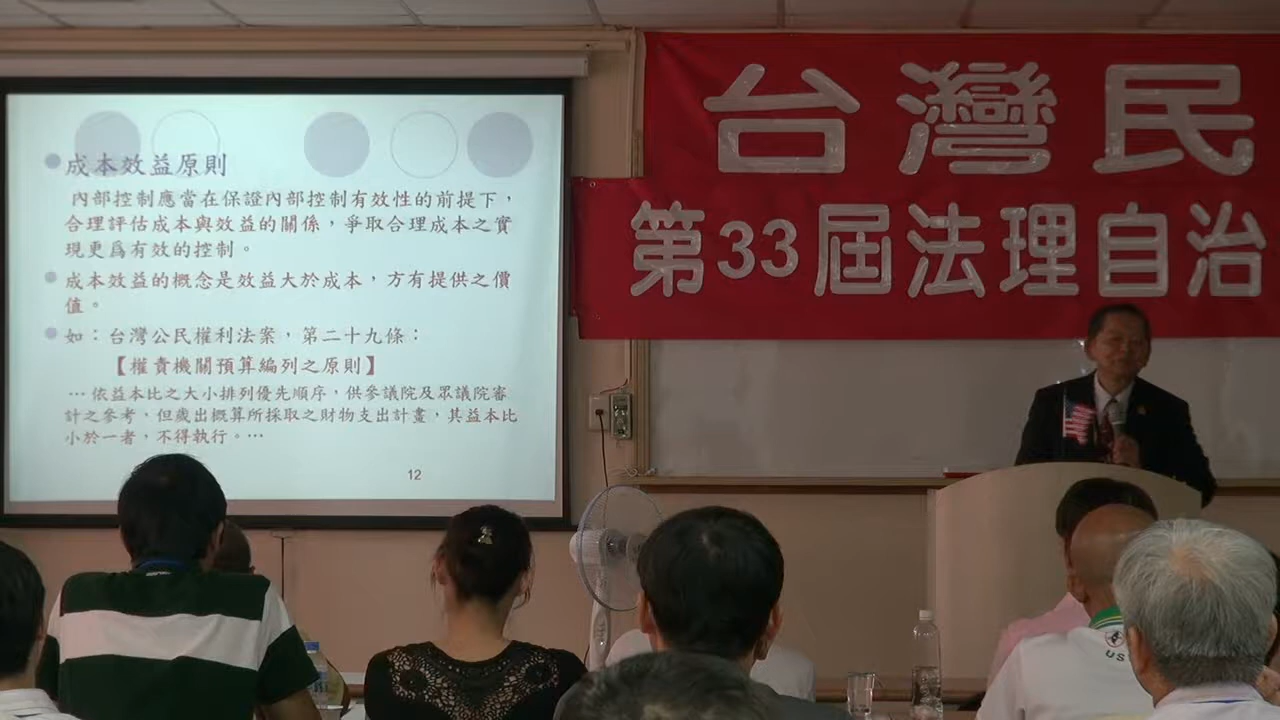 成本效益原則
內部控制應當在保證內部控制有效性的前提下，
合理評估成本與效益的關係，爭取合理成本之實
現更爲有效的控制。
成本效益的概念是效益大於成本，方有提供之價
值。
如：台灣公民權利法案，第二十九條：
【權責機關預算編列之原則】
…依益本比之大小排列優先順序，供參議院及眾議院審
計之參考，但歲出概算所採取之財物支出計畫，其益本比
小於一者，不得執行。…
12
台灣民
第33屆法理自治
US